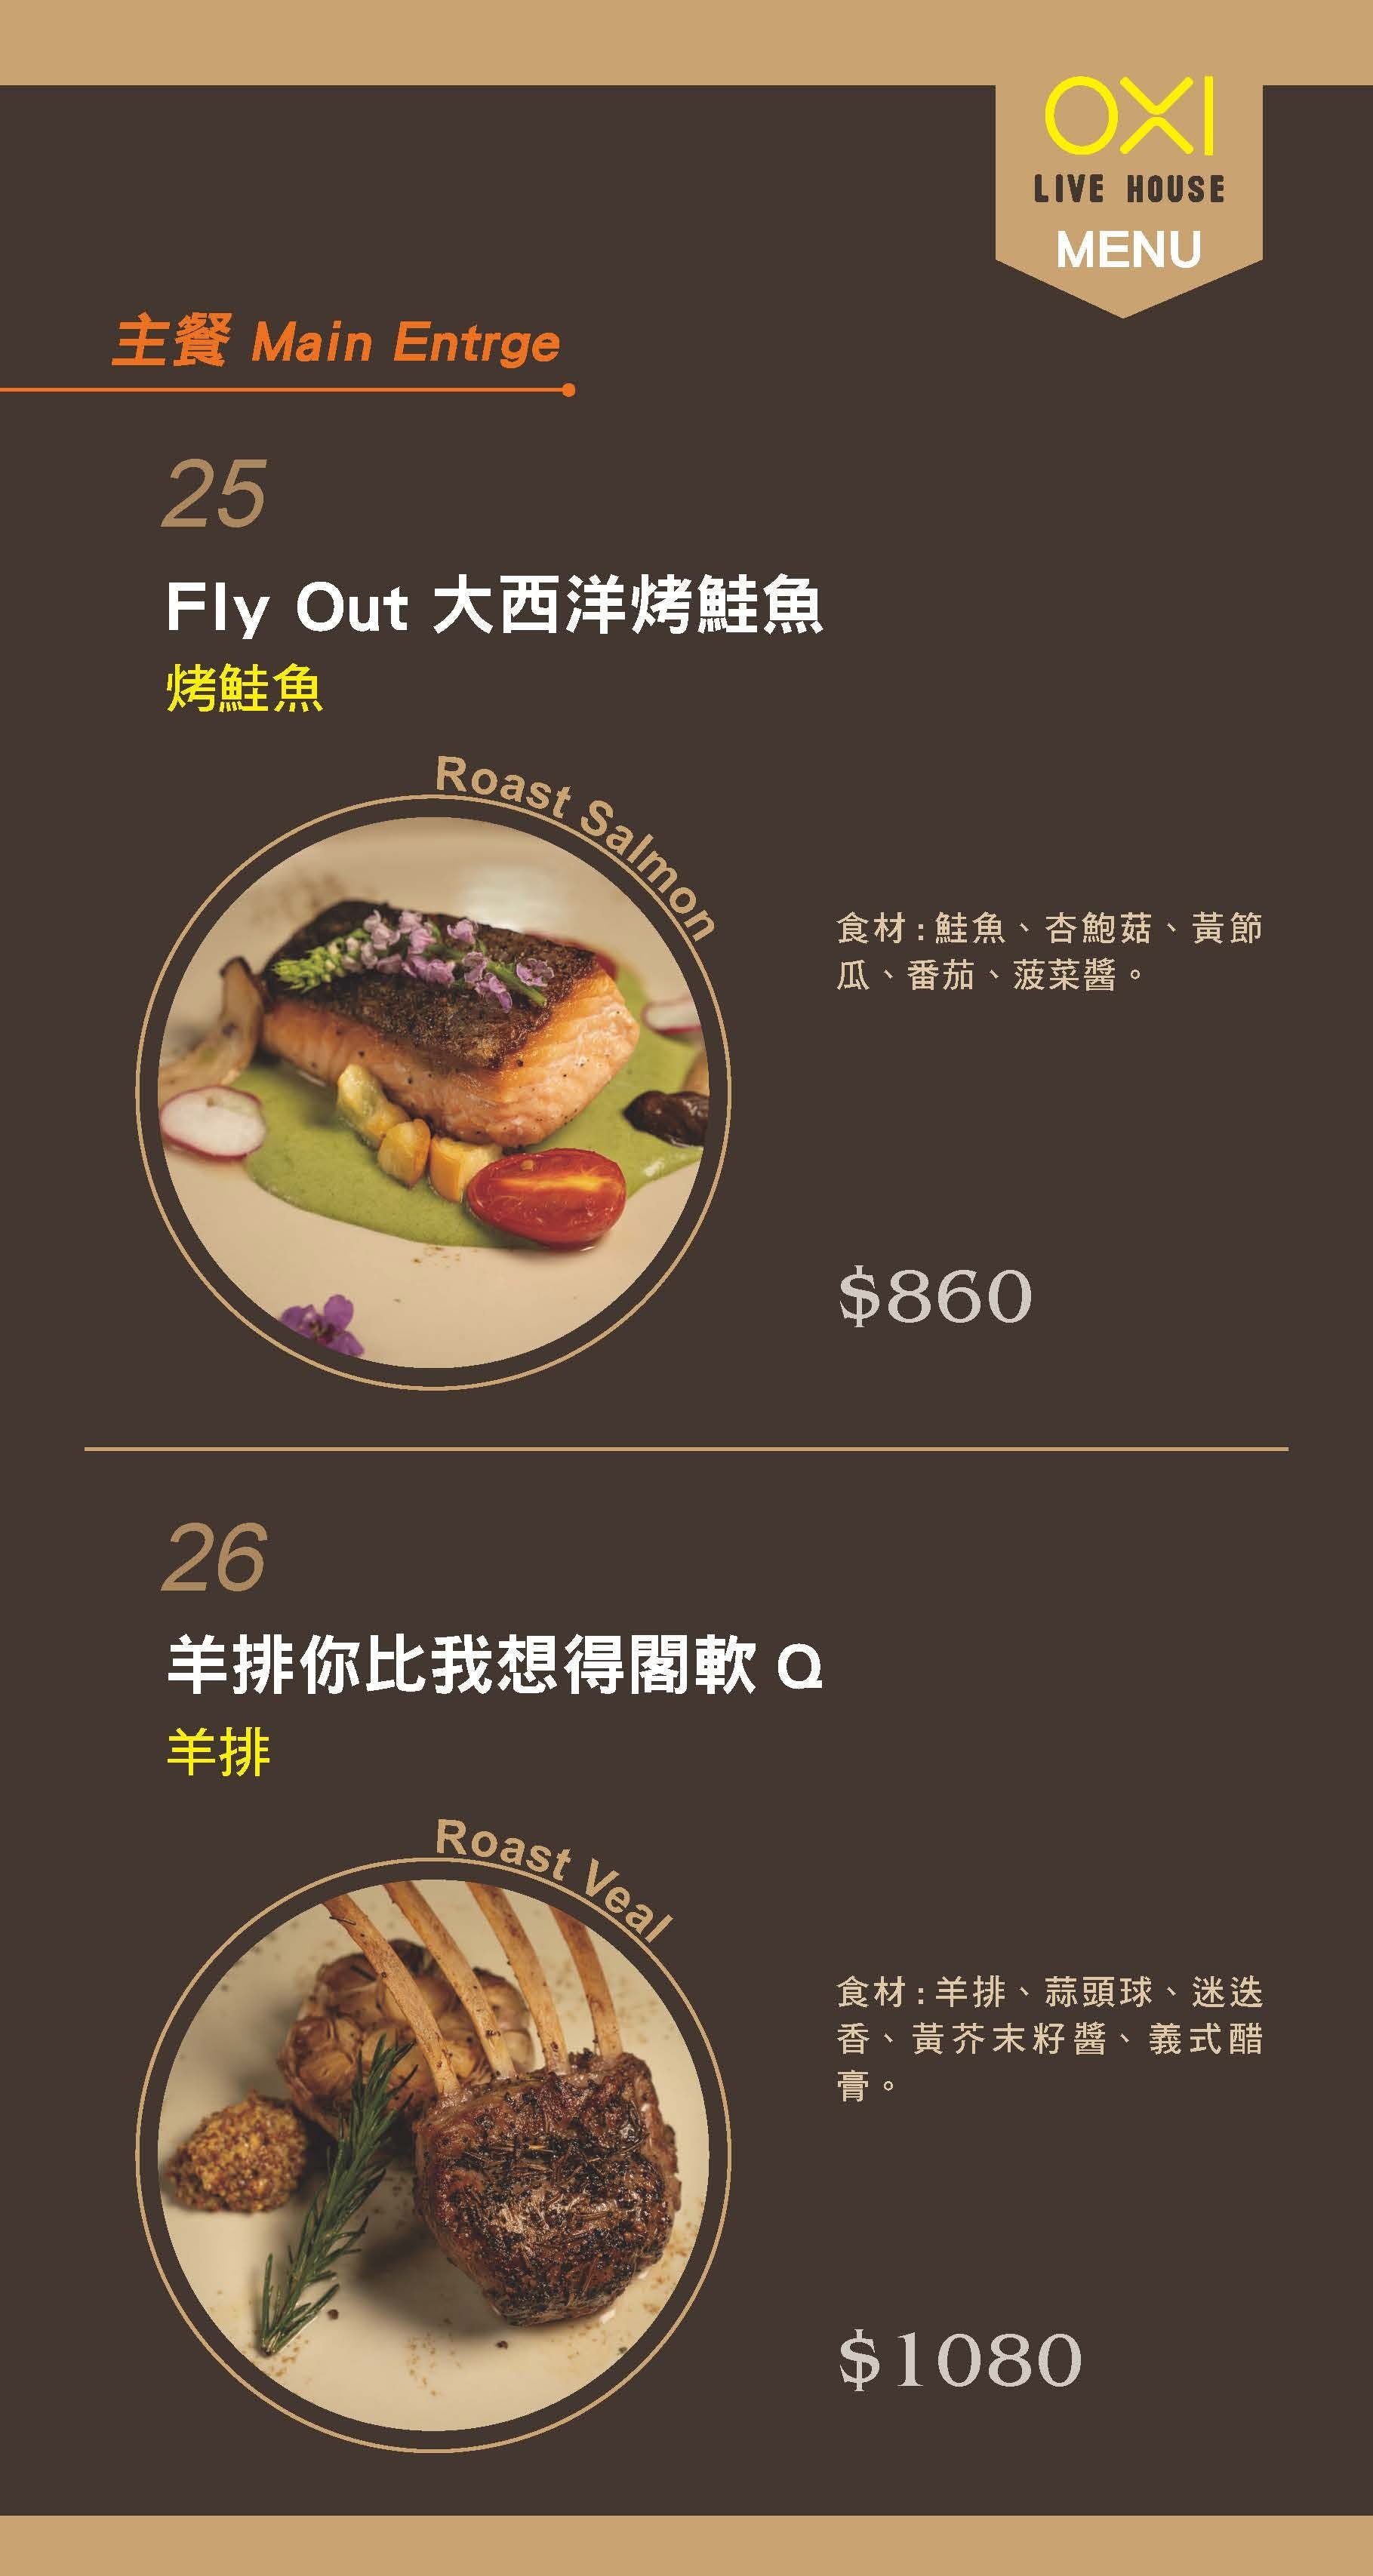 OXI
LIVE HOUSE
MENU
主餐 Main Entrge
25
Fly Out 大西洋烤鮭魚
烤鮭魚
Roast Salmon
食材:鮭魚、杏鮑菇、黃節
瓜、番茄、菠菜醬。
$860
26
羊排你比我想得閣軟 Q
羊排
Roast Veal
食材:羊排、蒜頭球、迷迭
香、黃芥末籽醬、義式醋
膏。
$1080